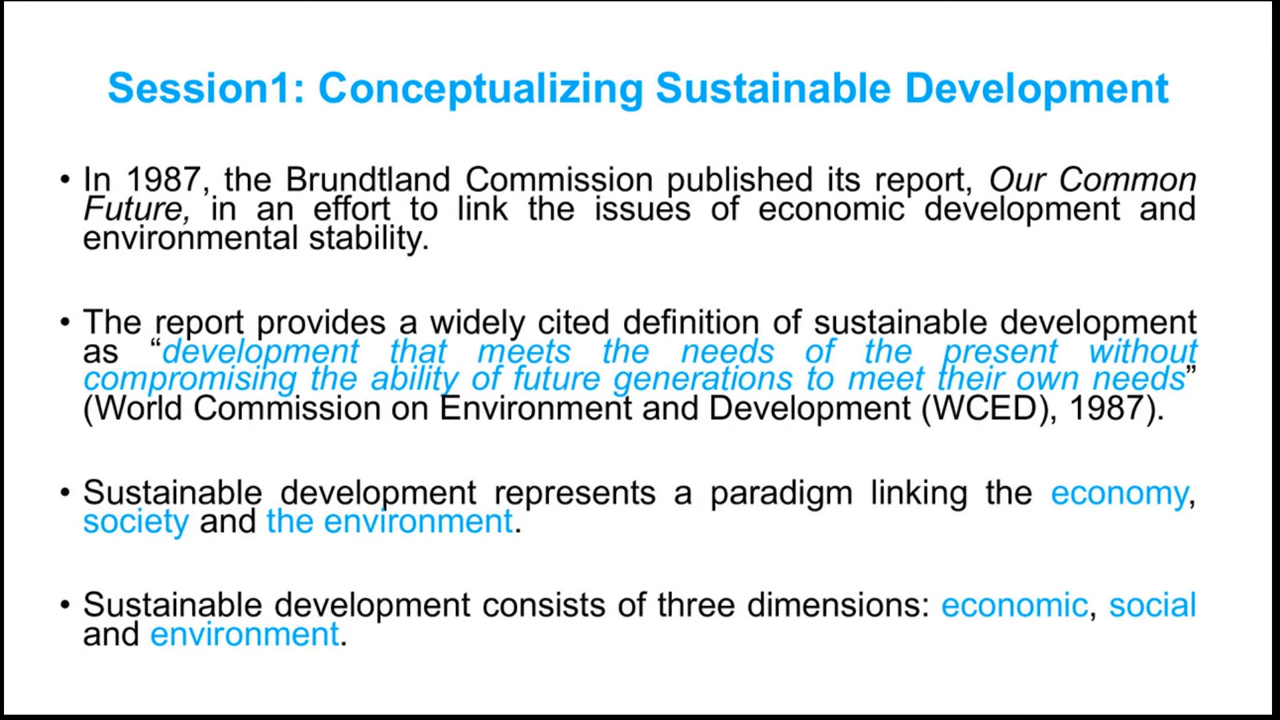 Session1: Conceptualizing Sustainable Development
• In 1987, the Brundtland Commission published its report, Our Common
Future, in an effort to link the issues of economic development and
environmental stability.
• The report provides a widely cited definition of sustainable development
as “development that meets the needs of the present without
compromising the ability of future generations to meet their own needs”
(World Commission on Environment and Development (WCED), 1987).
• Sustainable development represents a paradigm linking the economy,
society and the environment.
• Sustainable development consists of three dimensions: economic, social
and environment.